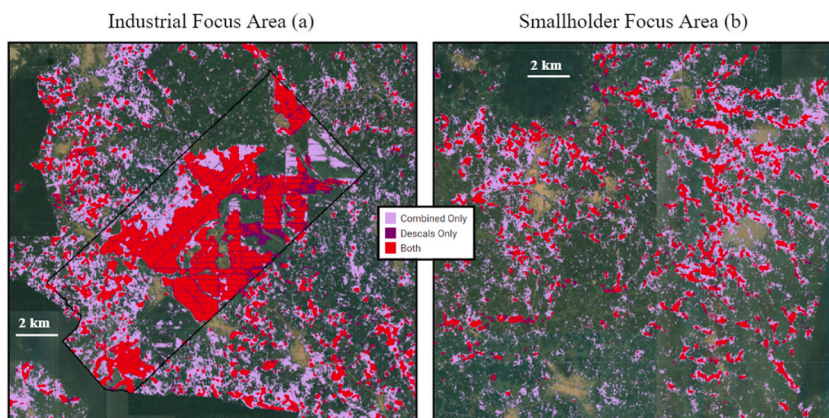 Industrial Focus Area (a)
Smallholder Focus Area (b)
2 km
Combined Only
Descals Only
Both
2 km